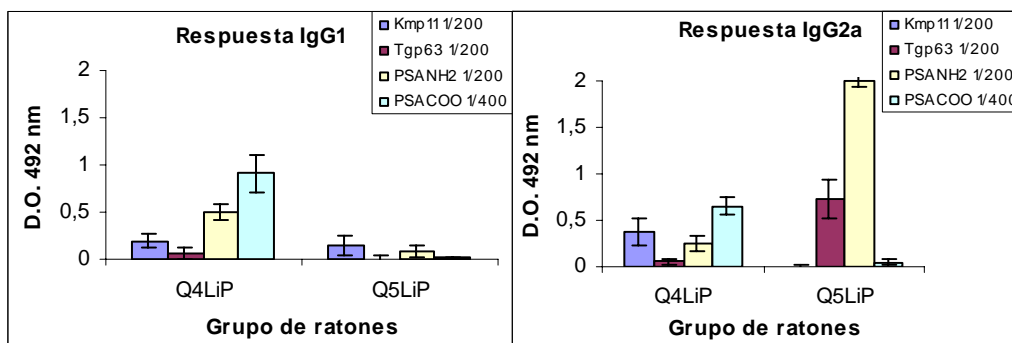 Respuesta IgG1
Kmp11 1/200
Tgp63 1/200
PSANH2 1/200
PSACOO 1/400
D.O. 492 nm
2
1,5
1
0,5
0
Q4LiP
Q5LiP
Grupo de ratones
Respuesta IgG2a
Kmp11 1/200
Tgp63 1/200
PSANH2 1/200
PSACOO 1/400
D.O. 492 nm
2
1,5
1
0,5
0
Q4LiP
Q5LiP
Grupo de ratones